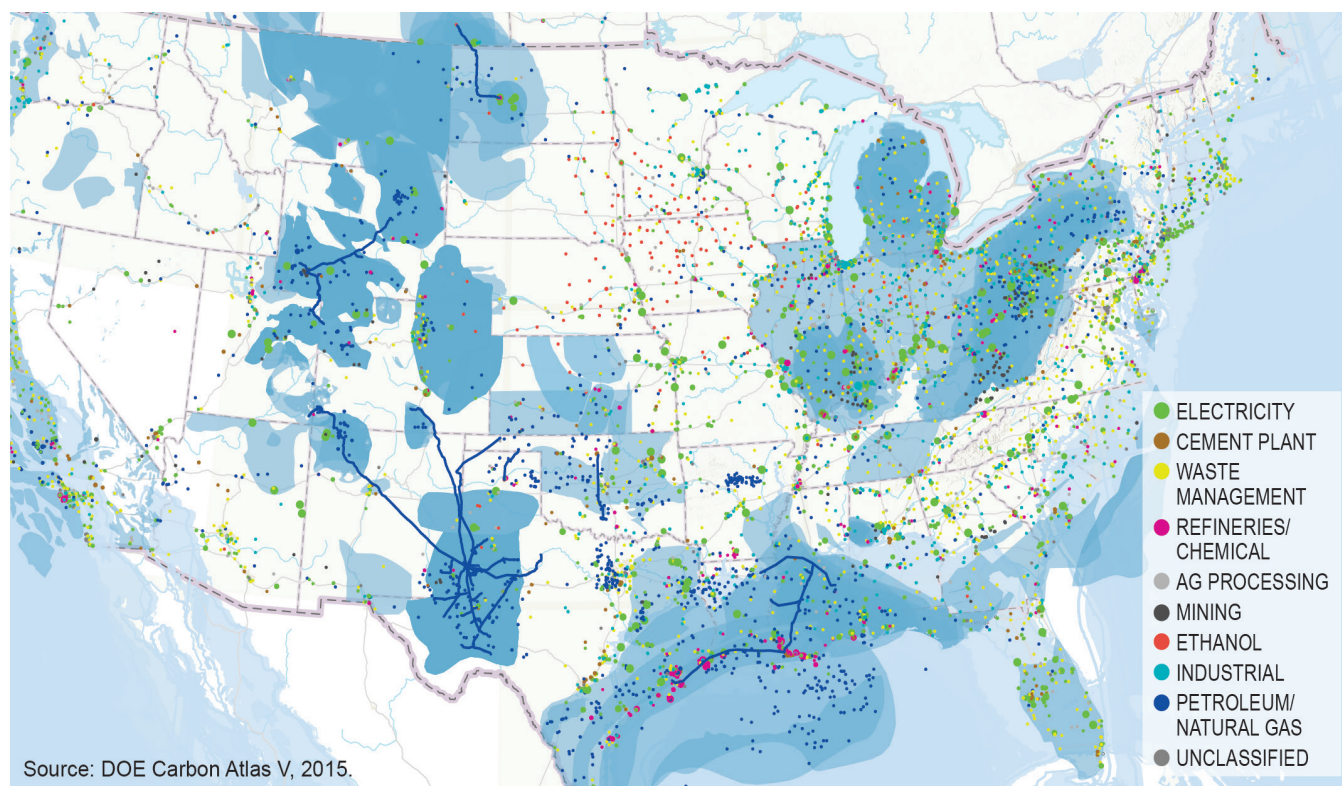 ELECTRICITY
CEMENT PLANT
WASTE
MANAGEMENT
REFINERIES/
CHEMICAL
AG PROCESSING
MINING
ETHANOL
INDUSTRIAL
PETROLEUM/
NATURAL GAS
UNCLASSIFIED
Source: DOE Carbon Atlas V, 2015.